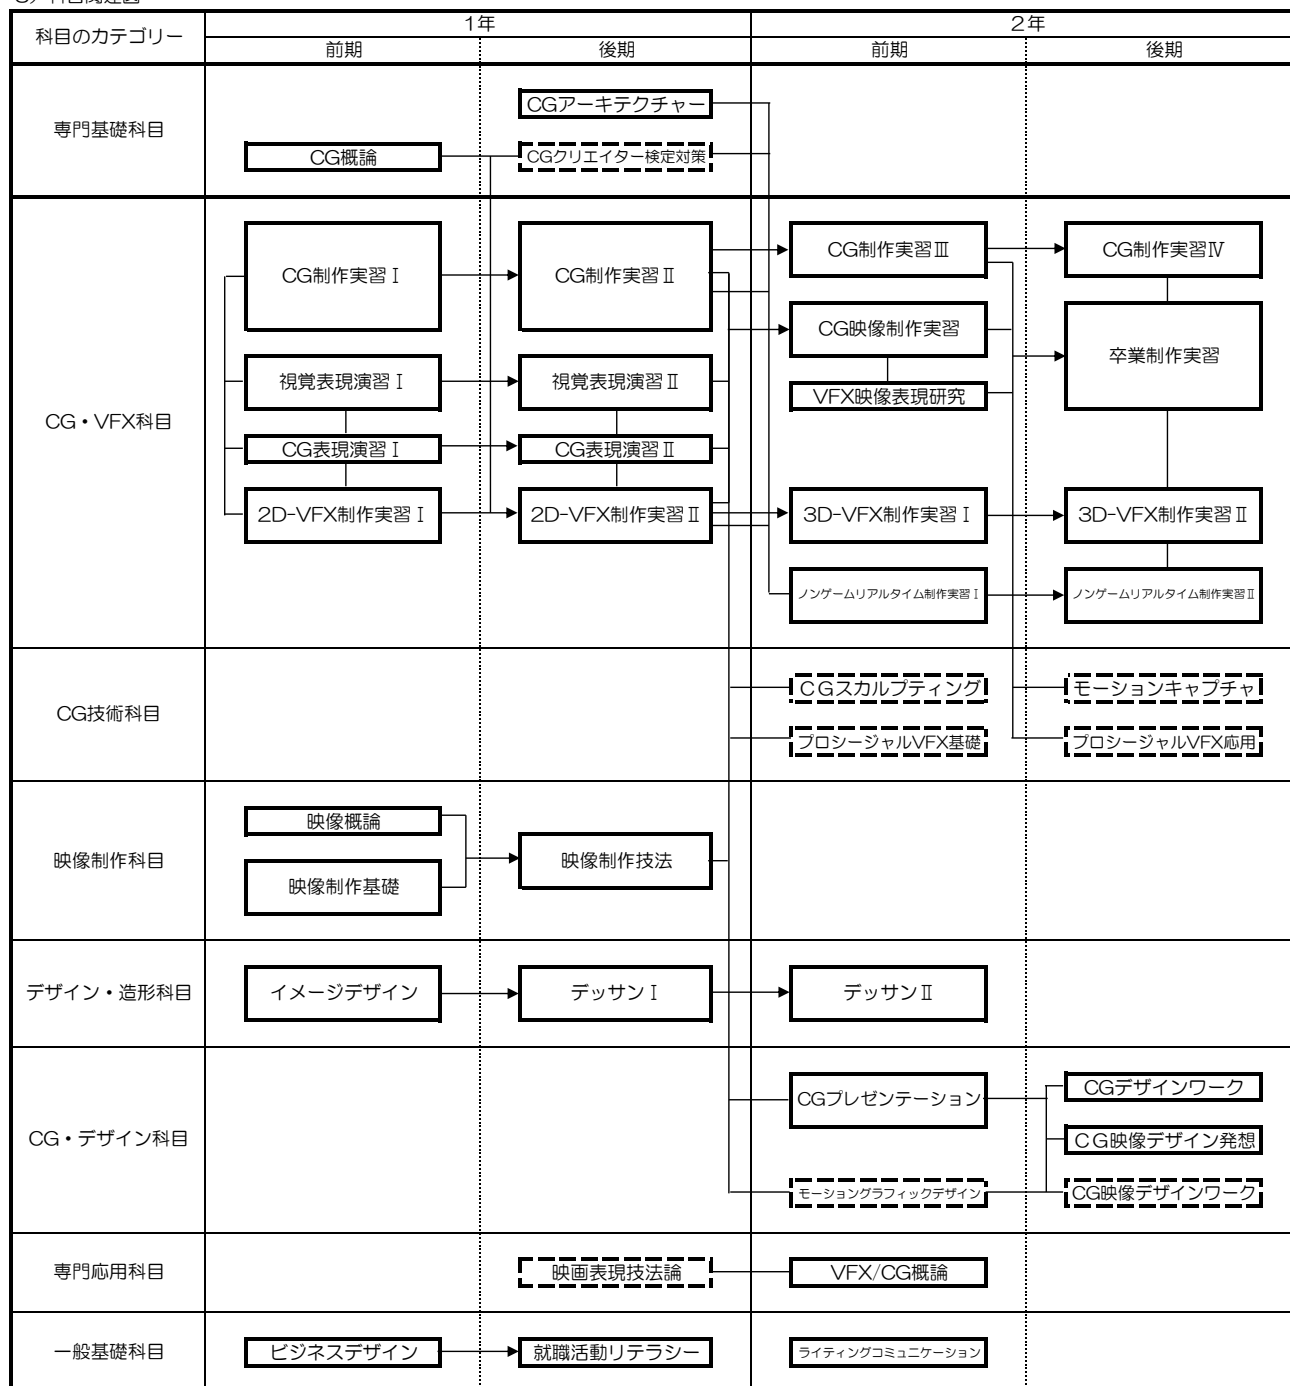 科目のカテゴリー
1年
2年
前期
後期
前期
後期
専門基礎科目
CGアーキテクチャー
CG概論
CGクリエイター検定対策
CG・VFX科目
CG制作実習Ⅰ
CG制作実習Ⅱ
CG制作実習Ⅲ
CG制作実習Ⅳ
CG映像制作実習
卒業制作実習
視覚表現演習Ⅰ
視覚表現演習Ⅱ
VFX映像表現研究
CG表現演習Ⅰ
CG表現演習Ⅱ
2D-VFX制作実習Ⅰ
2D-VFX制作実習Ⅱ
3D-VFX制作実習Ⅰ
3D-VFX制作実習Ⅱ
ノンゲームリアルタイム制作実習Ⅰ
ノンゲームリアルタイム制作実習Ⅱ
CG技術科目
CGスカルプティング
モーションキャプチャ
プロシージャルVFX基礎
プロシージャルVFX応用
映像制作科目
映像概論
映像制作基礎
映像制作技法
デザイン・造形科目
イメージデザイン
デッサンⅠ
デッサンⅡ
CG・デザイン科目
CGプレゼンテーション
CGデザインワーク
CG映像デザイン発想
モーショングラフィックデザイン
CG映像デザインワーク
専門応用科目
映画表現技法論
VFX/CG概論
一般基礎科目
ビジネスデザイン
就職活動リテラシー
ライティングコミュニケーション